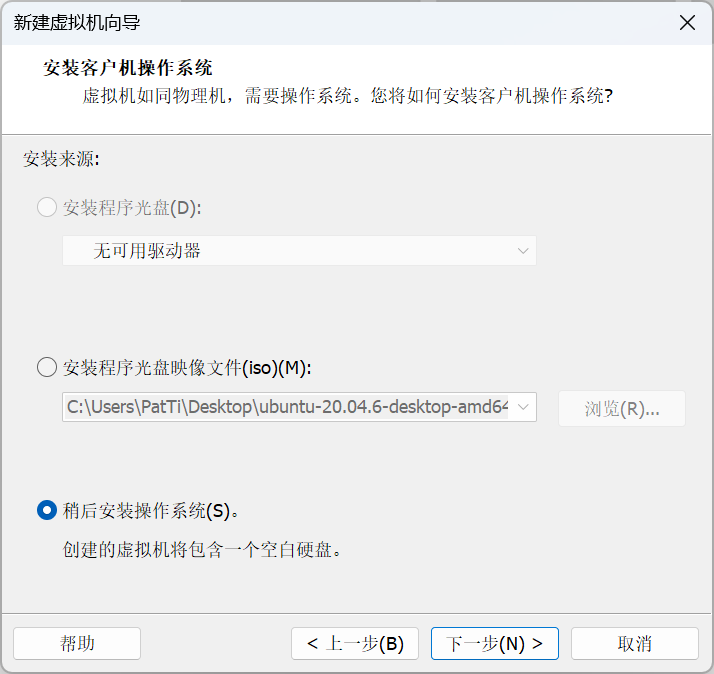 新建虚拟机向导
安装客户机操作系统
虚拟机如同物理机，需要操作系统。您将如何安装客户机操作系统?
安装来源:
安装程序光盘(D):
无可用驱动器
安装程序光盘映像文件(iso)(M):
C:\Users\PatTi\Desktop\ubuntu-20.04.6-desktop-amd64
浏览(R)...
稍后安装操作系统(S)。
创建的虚拟机将包含一个空白硬盘。
帮助
< 上一步(B)
下一步(N) >
取消